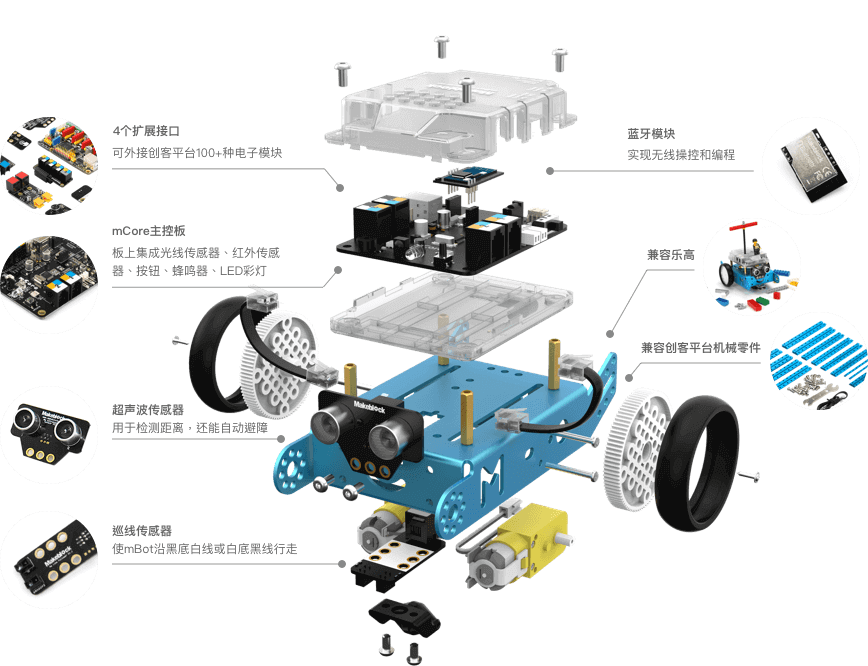 4个扩展接口
可外接创客平台100+种电子模块
蓝牙模块
实现无线操控和编程
mCore主控板
板上集成光线传感器、红外传感
器、按钮、蜂鸣器、LED彩灯
兼容乐高
兼容创客平台机械零件
超声波传感器
用于检测距离，还能自动避障
Makeblock
Makeblock
巡线传感器
使mBot沿黑底白线或白底黑线行走
Makeblock